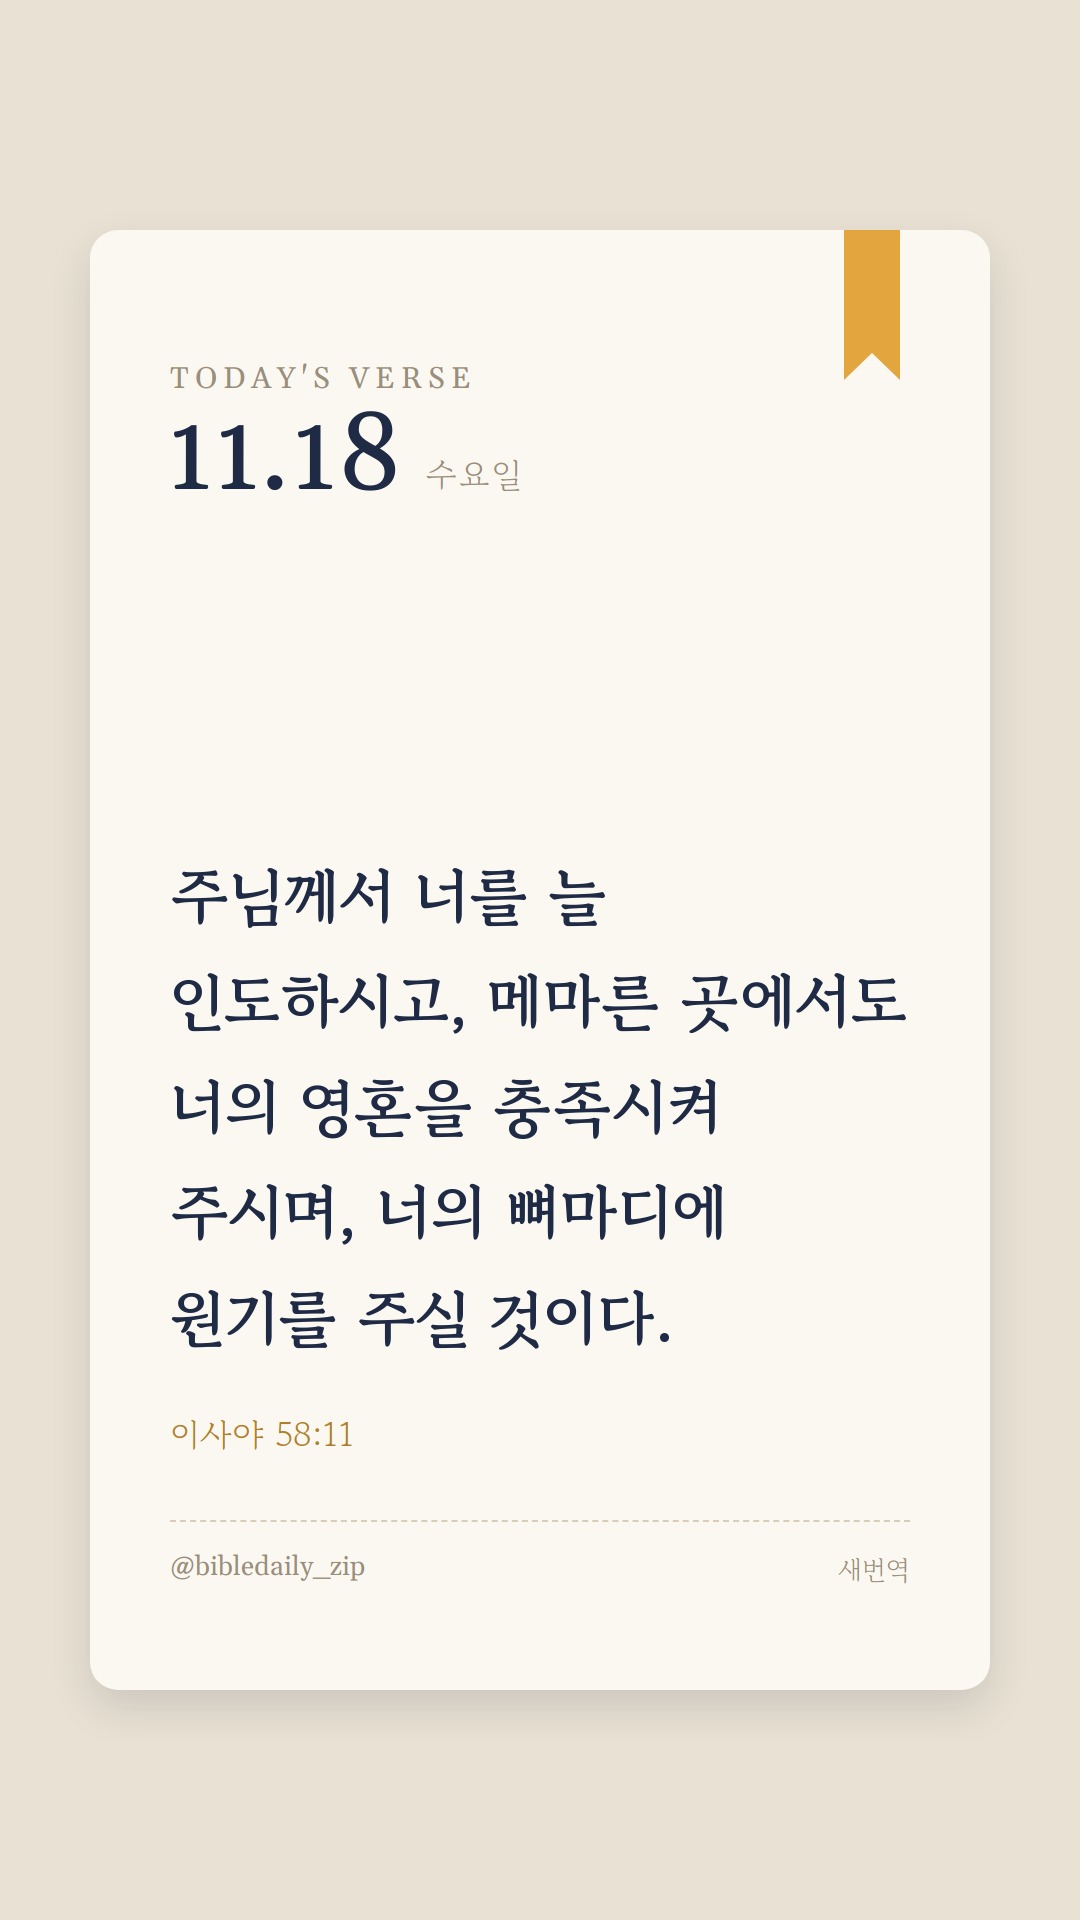 TODAY'S VERSE
11.18 수요일
주님께서 너를 늘
인도하시고, 메마른 곳에서도
너의 영혼을 충족시켜
주시며, 너의 뼈마디에
원기를 주실 것이다.
이사야 58:11
@bibledaily_zip 새번역